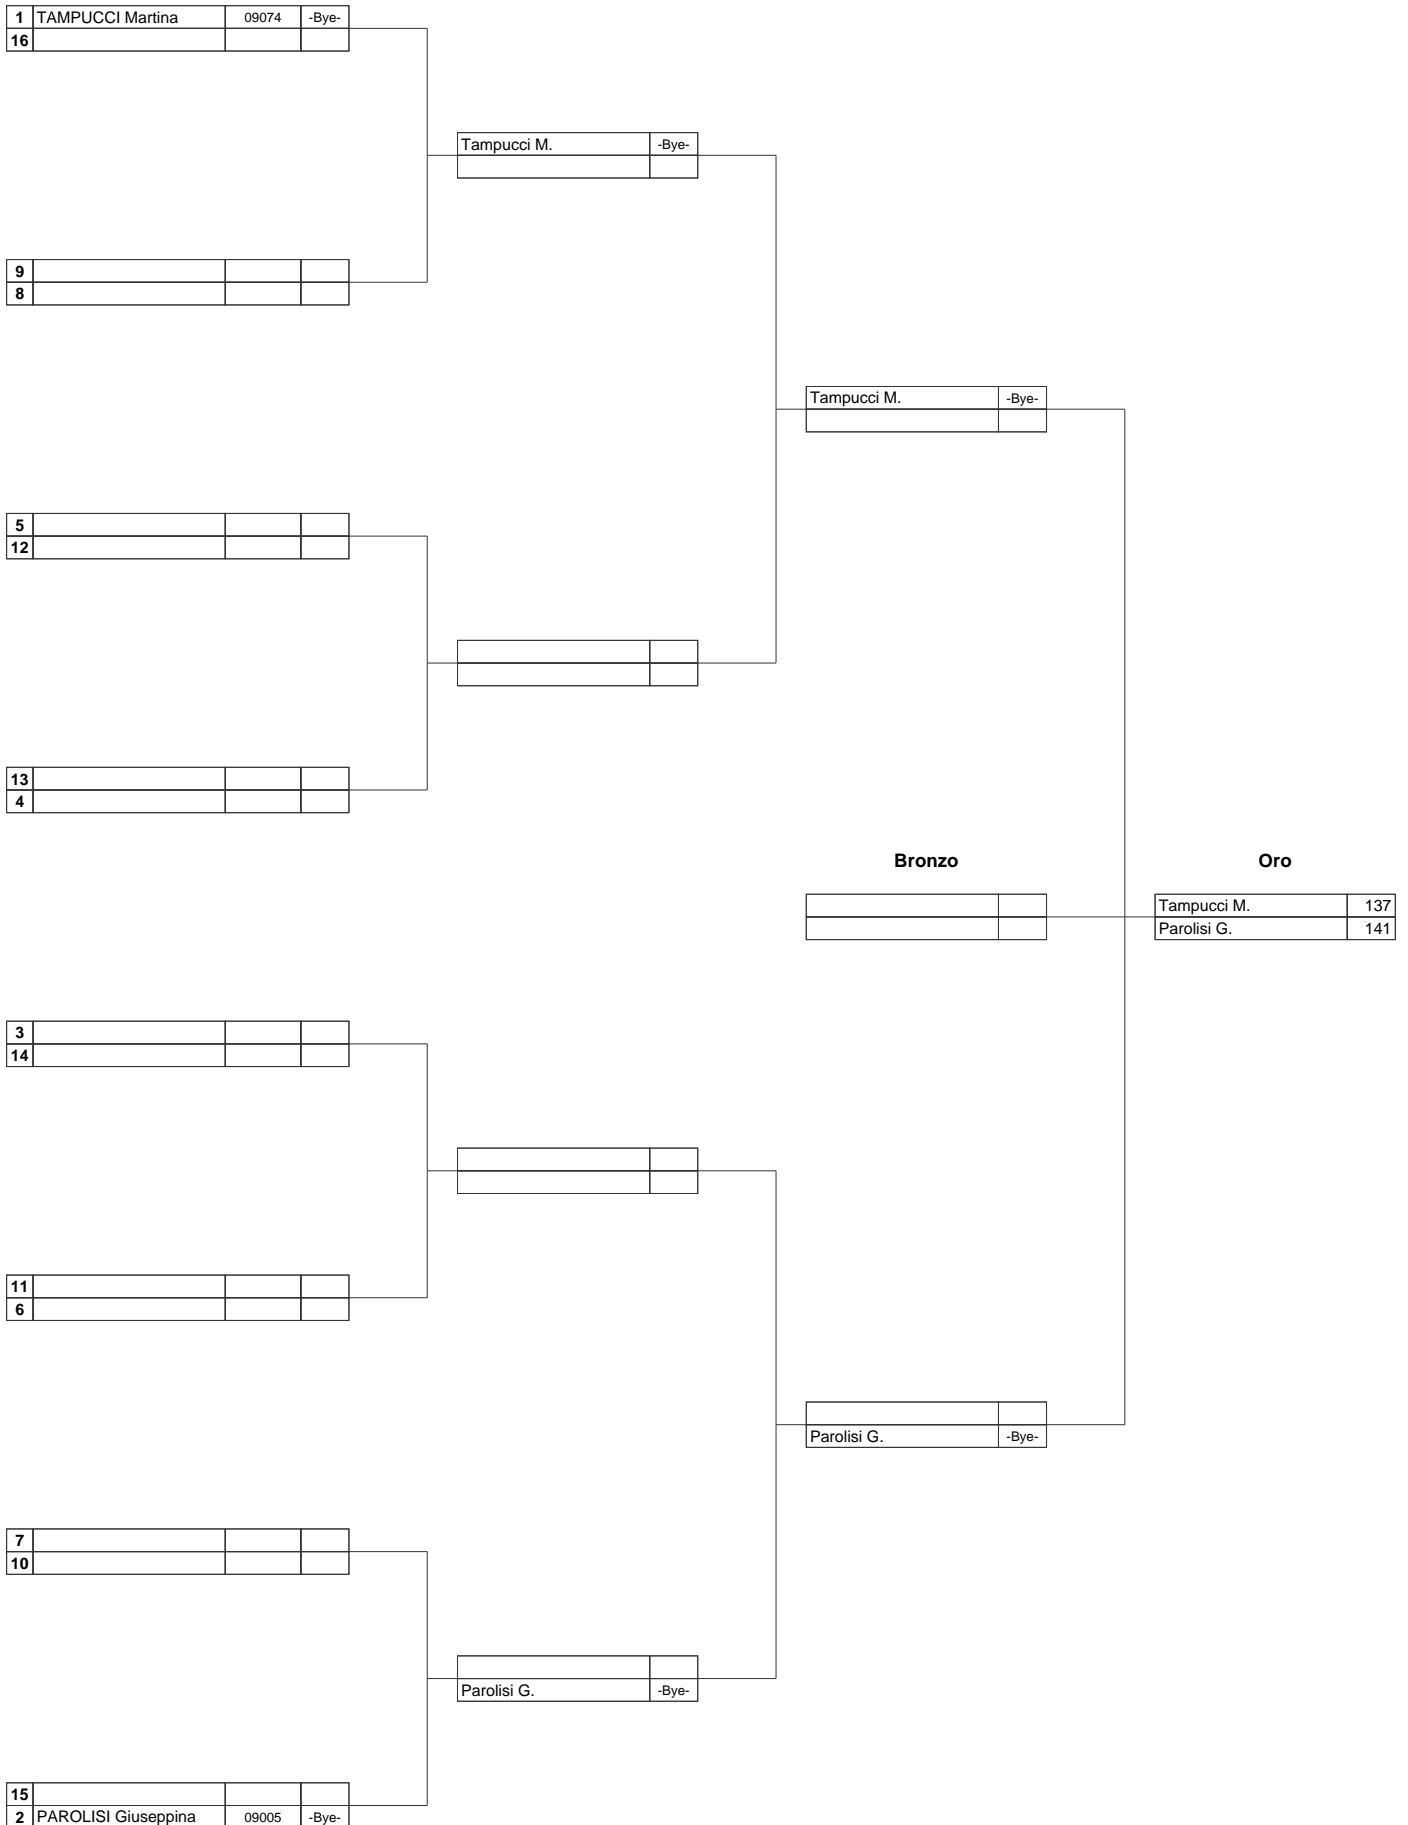 1 TAMPUCCI Martina 09074 -Bye-
16
Tampucci M. -Bye-
9
8
Tampucci M. -Bye-
5
12
13
4
Bronzo Oro
Tampucci M. 137
Parolisi G. 141
3
14
11
6
Parolisi G. -Bye-
7
10
Parolisi G. -Bye-
15
2 PAROLISI Giuseppina 09005 -Bye-